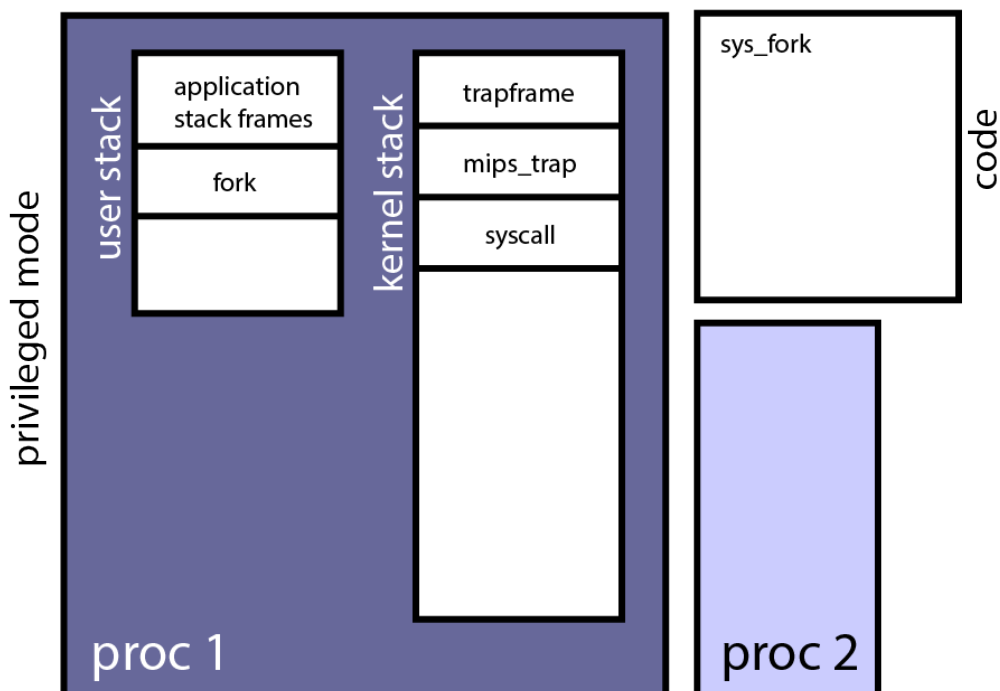 privileged mode
user stack
application
stack frames
fork
kernel stack
trapframe
mips_trap
syscall
proc 1
sys_fork
code
proc 2